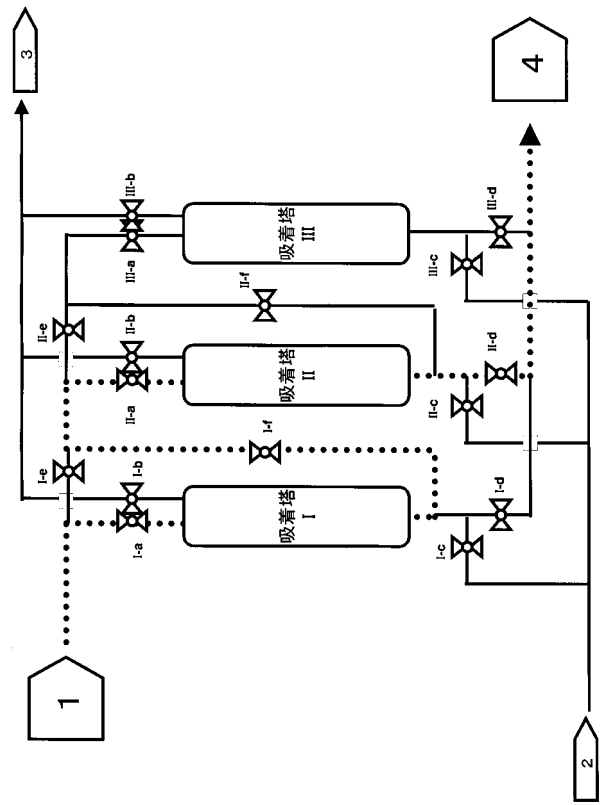 3
4
III-b
III-a
吸着塔
III
III-d
III-c
II-f
II-e
II-b
II-a
吸着塔
II
II-d
II-c
I-f
I-e
I-b
I-a
吸着塔
I
I-d
I-c
1
2